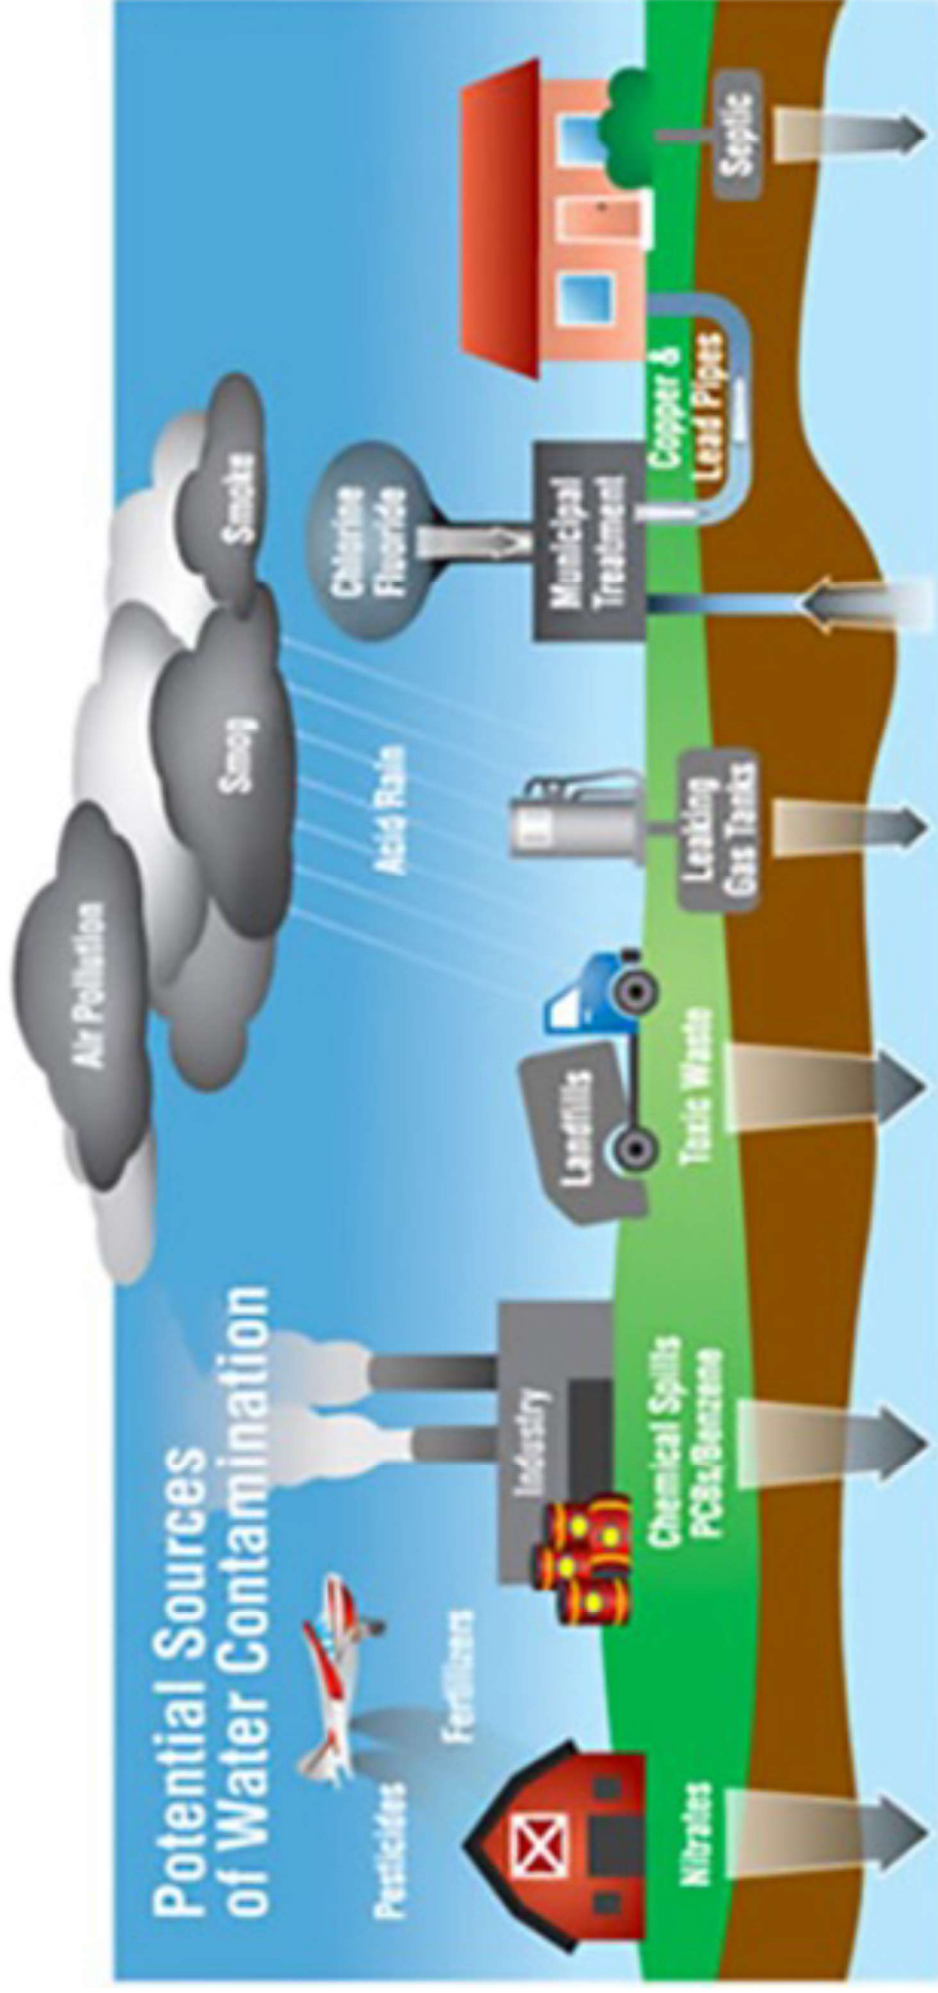 Potential Sources
of Water Contamination
Air Pollution
Smog
Smoke
Acid Rain
Pesticides
Fertilizers
Industry
Landfills
Chlorine
Fluoride
Municipal
Treatment
Nitrates
Chemical Spills
PCBs/Benzene
Toxic Waste
Leaking
Gas Tanks
Copper &
Lead Pipes
Septic